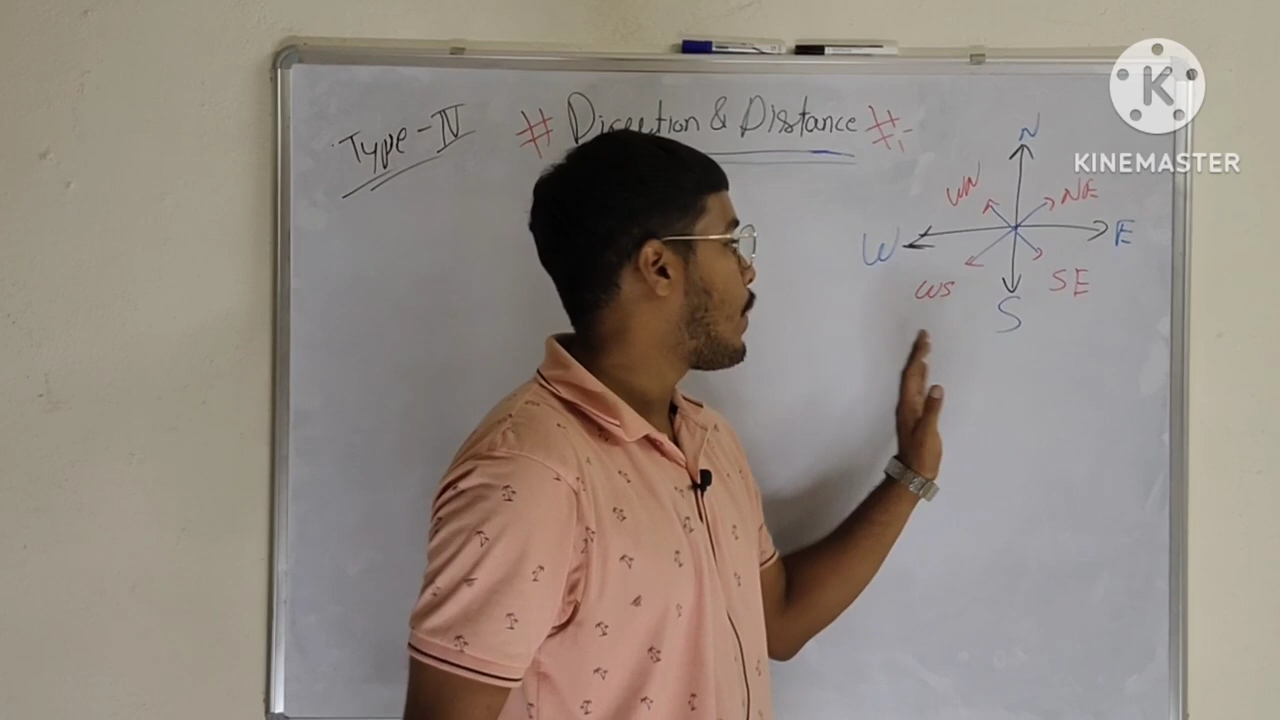 Type-IV # Direction & Distance #:-
N
WN NE
W E
WS SE
S
K
KINEMASTER